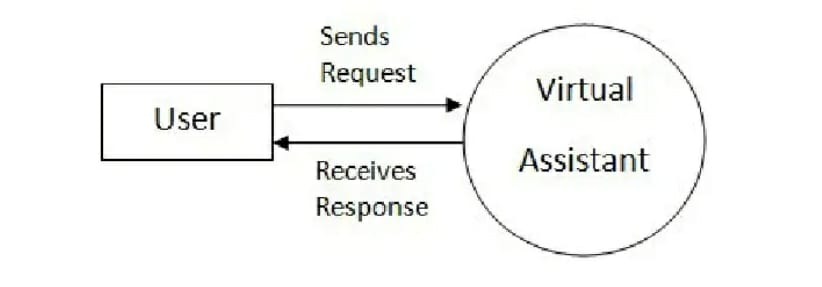 Sends
Request
User
Virtual
Assistant
Receives
Response